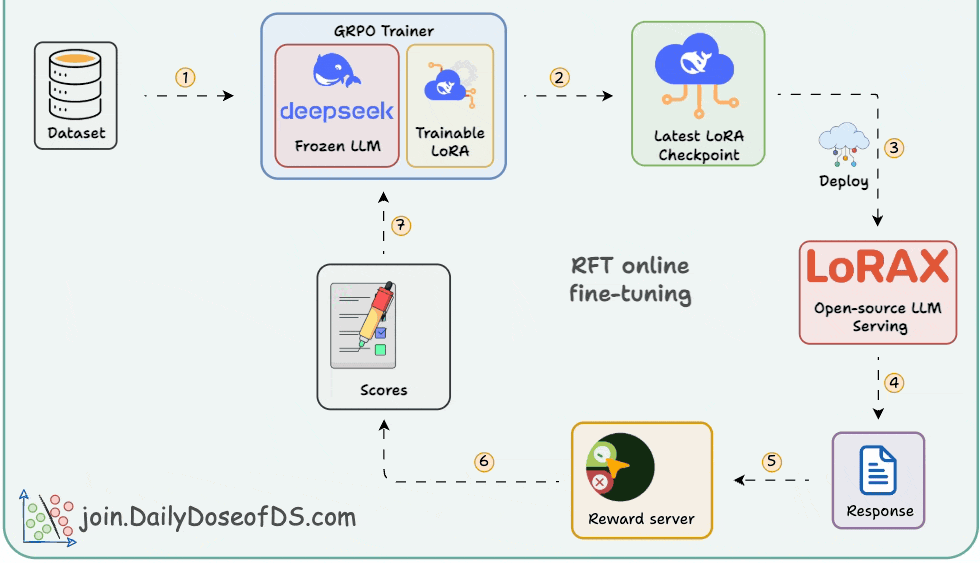 GRPO Trainer
Dataset
1
deepseek
Frozen LLM
Trainable
LoRA
2
Latest LoRA
Checkpoint
3
Deploy
7
RFT online
fine-tuning
LoRAX
Open-source LLM
Serving
Scores
4
6
5
Reward server
Response
join.DailyDoseofDS.com